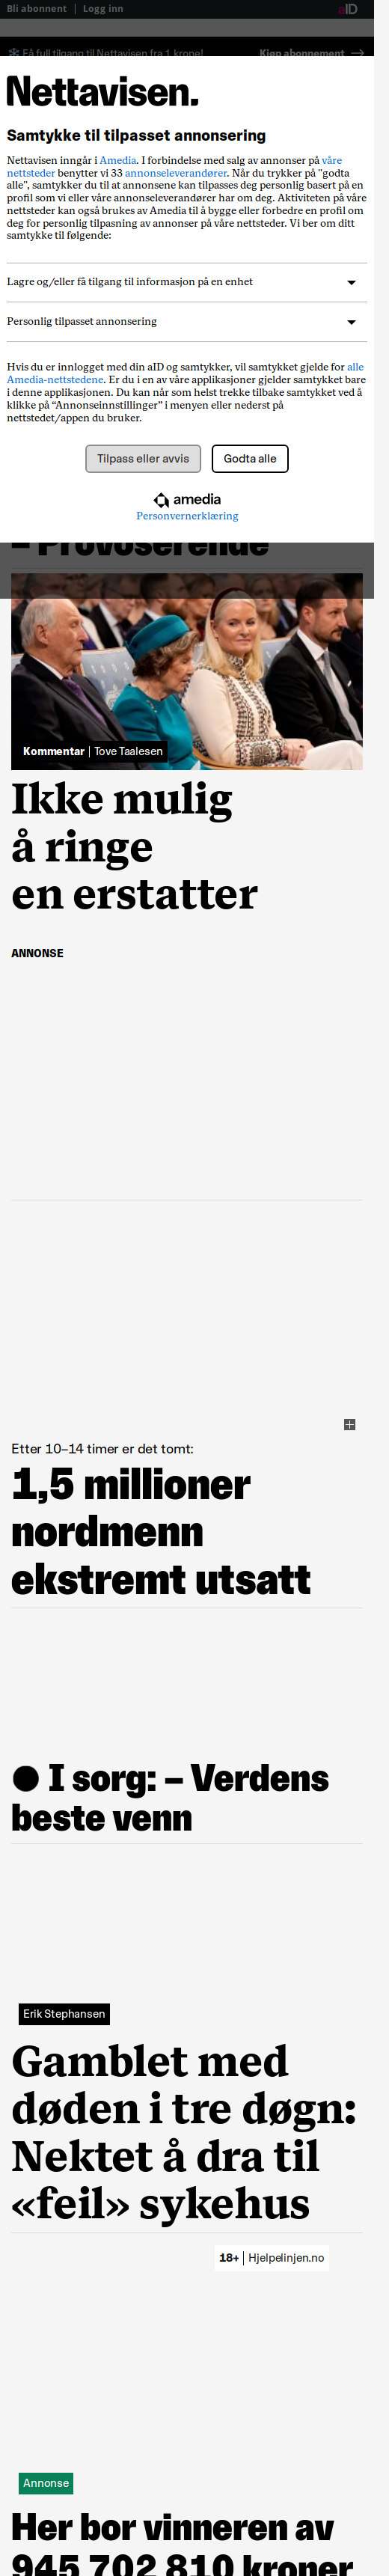 Bli abonnent | Logg inn
aID
Få full tilgang til Nettavisen fra 1 krone! Kjøp abonnement →
Nettavisen.
Samtykke til tilpasset annonsering
Nettavisen inngår i Amedia. I forbindelse med salg av annonser på våre
nettsteder benytter vi 33 annonseleverandører. Når du trykker på "godta
alle", samtykker du til at annonsene kan tilpasses deg personlig basert på en
profil som vi eller våre annonseleverandører har om deg. Aktiviteten på våre
nettsteder kan også brukes av Amedia til å bygge eller forbedre en profil om
deg for personlig tilpasning av annonser på våre nettsteder. Vi ber om ditt
samtykke til følgende:
Lagre og/eller få tilgang til informasjon på en enhet
Personlig tilpasset annonsering
Hvis du er innlogget med din aID og samtykker, vil samtykket gjelde for alle
Amedia-nettstedene. Er du i en av våre applikasjoner gjelder samtykket bare
i denne applikasjonen. Du kan når som helst trekke tilbake samtykket ved å
klikke på “Annonseinnstillinger” i menyen eller nederst på
nettstedet/appen du bruker.
Tilpass eller avvis
Godta alle
amedia
Personvernerklæring
– Provoserende
Kommentar | Tove Taalesen
Ikke mulig
å ringe
en erstatter
ANNONSE
Etter 10–14 timer er det tomt:
1,5 millioner
nordmenn
ekstremt utsatt
I sorg: – Verdens
beste venn
Erik Stephansen
Gamblet med
døden i tre døgn:
Nektet å dra til
«feil» sykehus
18+ | Hjelpelinjen.no
Annonse
Her bor vinneren av
945 702 810 kroner